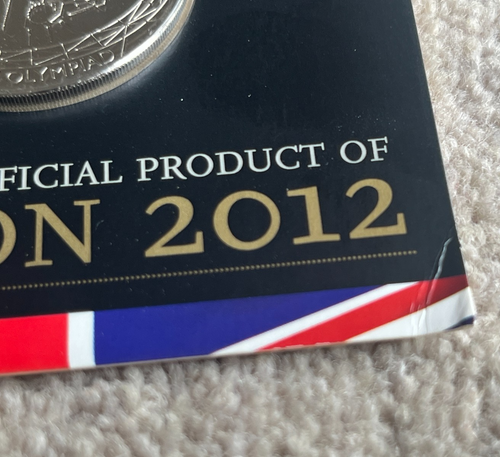 OLYMPIAD
FICIAL PRODUCT OF
ON 2012